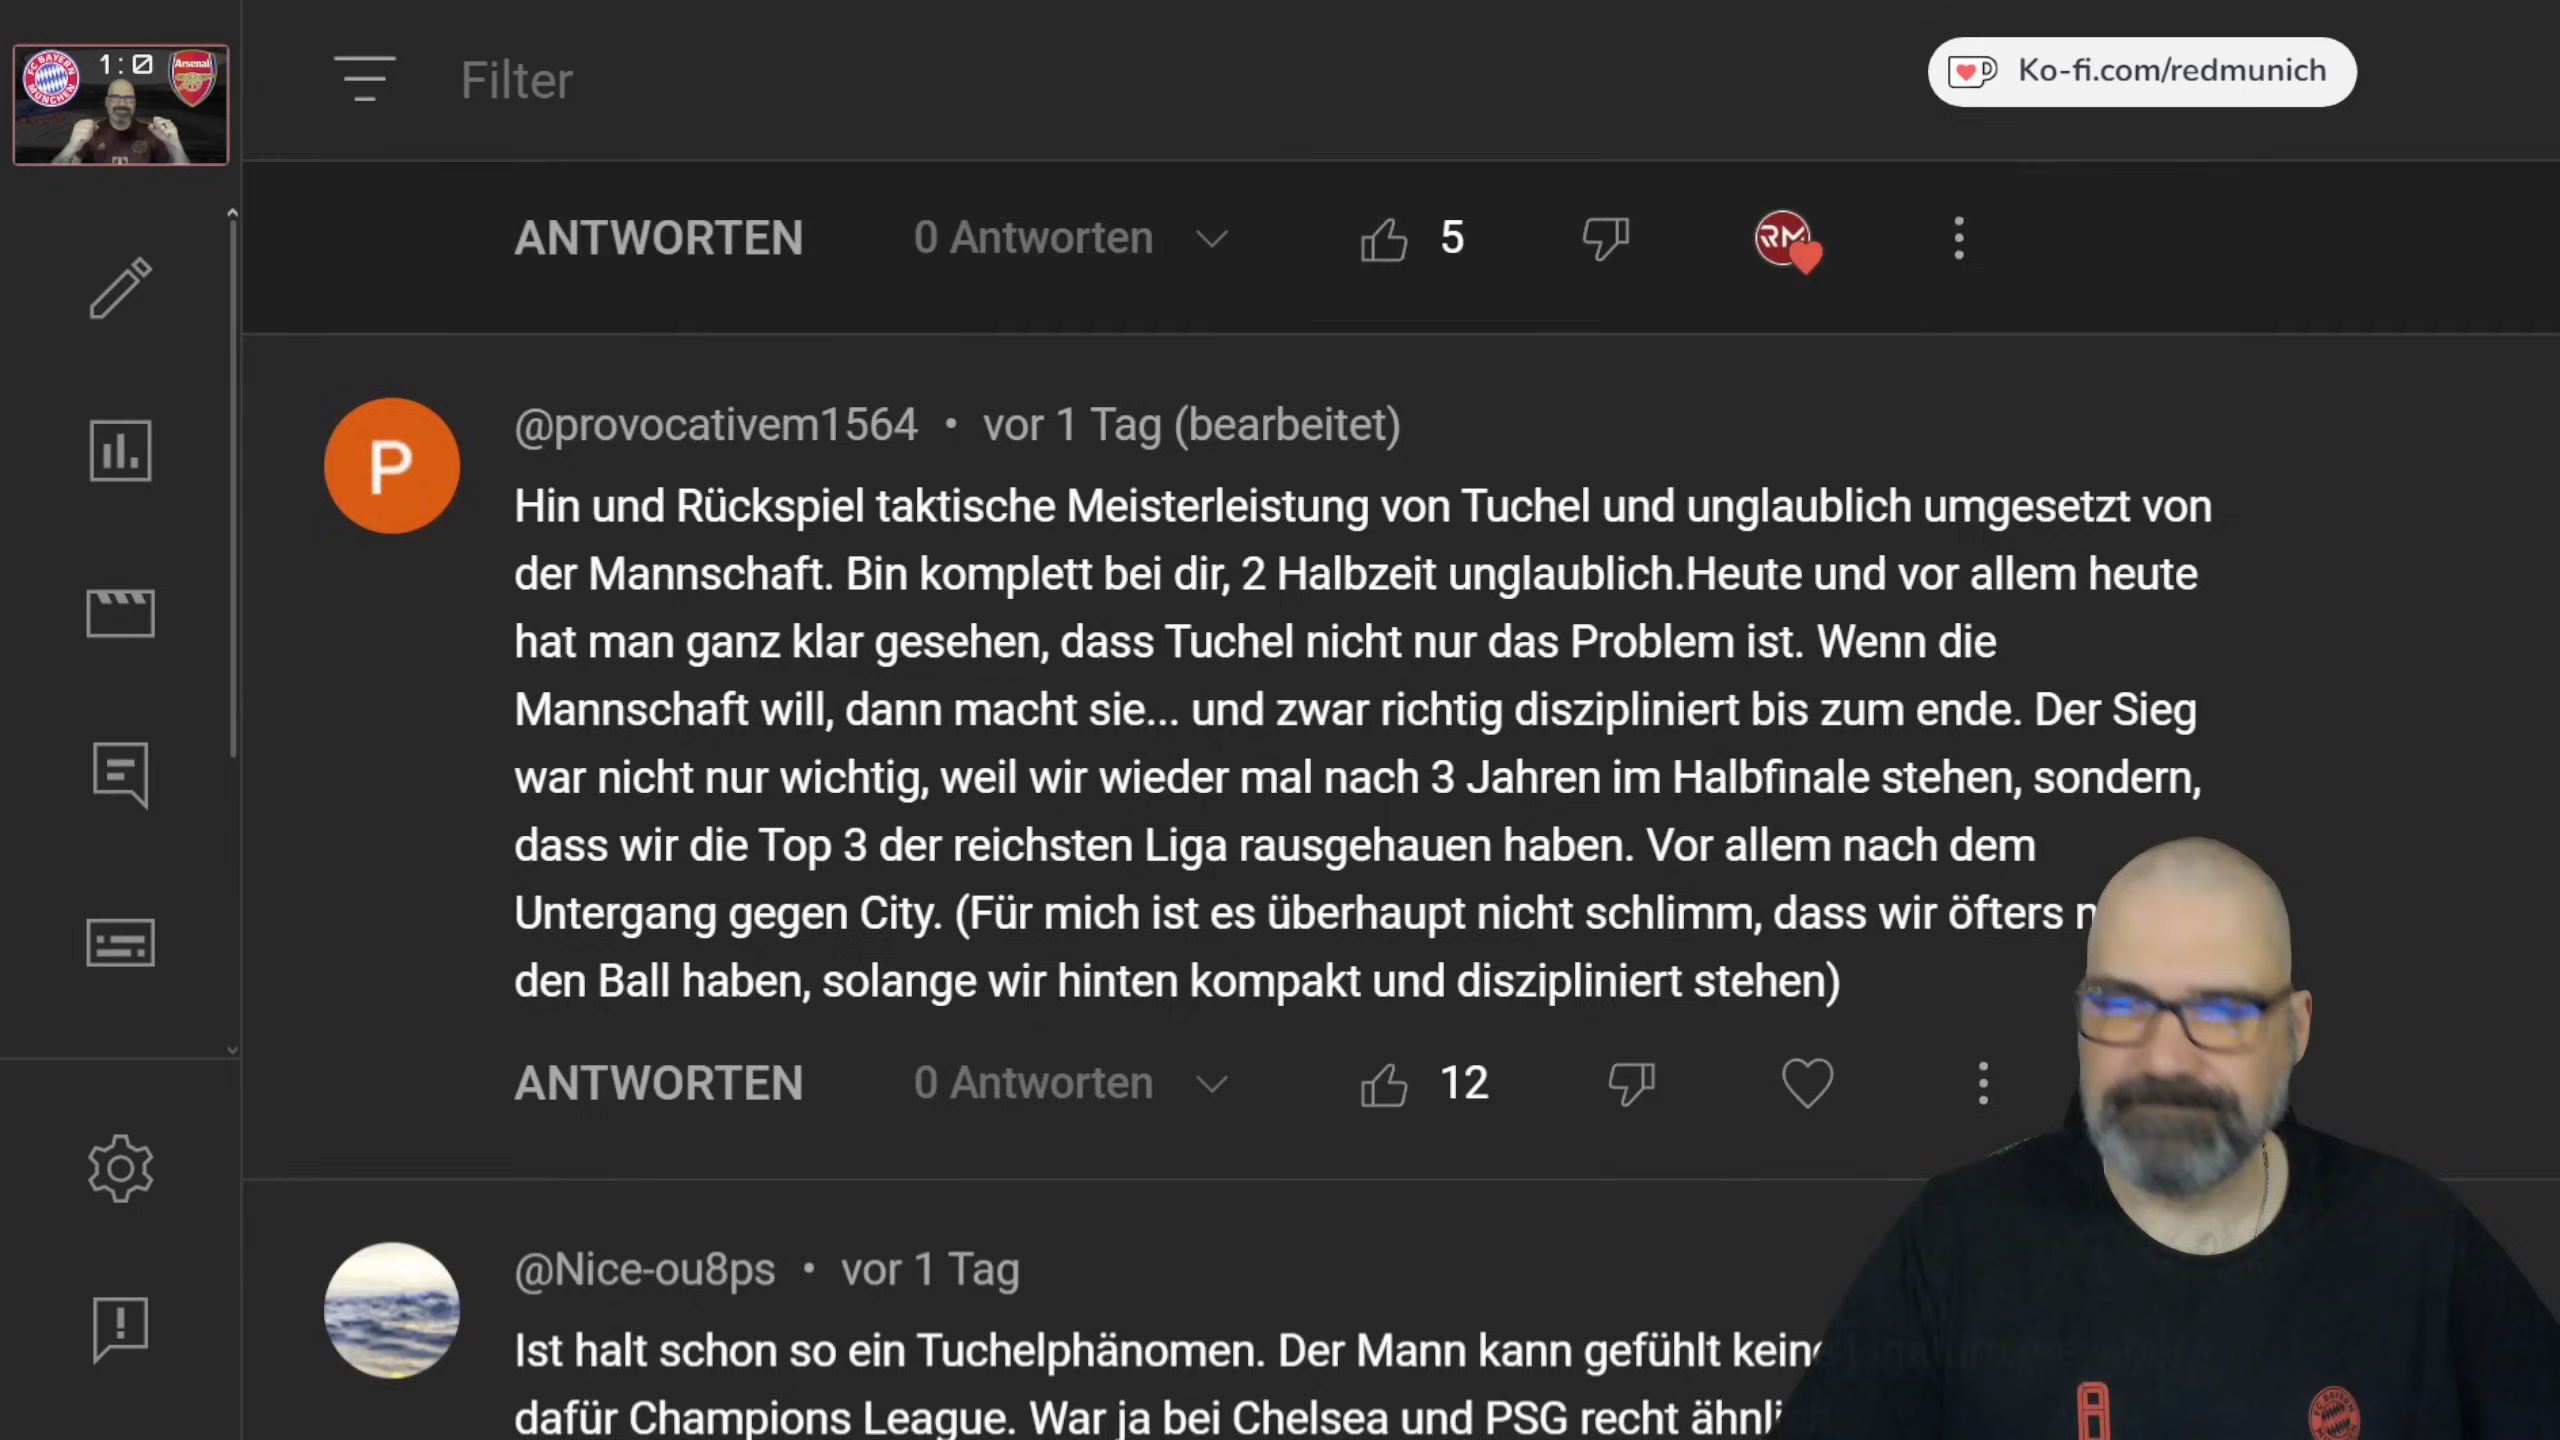 FC BAYERN MÜNCHEN
1:0
Arsenal
Filter
Ko-fi.com/redmunich
ANTWORTEN 0 Antworten 5 RM
P
@provocativem1564 • vor 1 Tag (bearbeitet)
Hin und Rückspiel taktische Meisterleistung von Tuchel und unglaublich umgesetzt von
der Mannschaft. Bin komplett bei dir, 2 Halbzeit unglaublich.Heute und vor allem heute
hat man ganz klar gesehen, dass Tuchel nicht nur das Problem ist. Wenn die
Mannschaft will, dann macht sie... und zwar richtig diszipliniert bis zum ende. Der Sieg
war nicht nur wichtig, weil wir wieder mal nach 3 Jahren im Halbfinale stehen, sondern,
dass wir die Top 3 der reichsten Liga rausgehauen haben. Vor allem nach dem
Untergang gegen City. (Für mich ist es überhaupt nicht schlimm, dass wir öfters
den Ball haben, solange wir hinten kompakt und diszipliniert stehen)
ANTWORTEN 0 Antworten 12
@Nice-ou8ps • vor 1 Tag
Ist halt schon so ein Tuchelphänomen. Der Mann kann gefühlt keine
dafür Champions League. War ja bei Chelsea und PSG recht